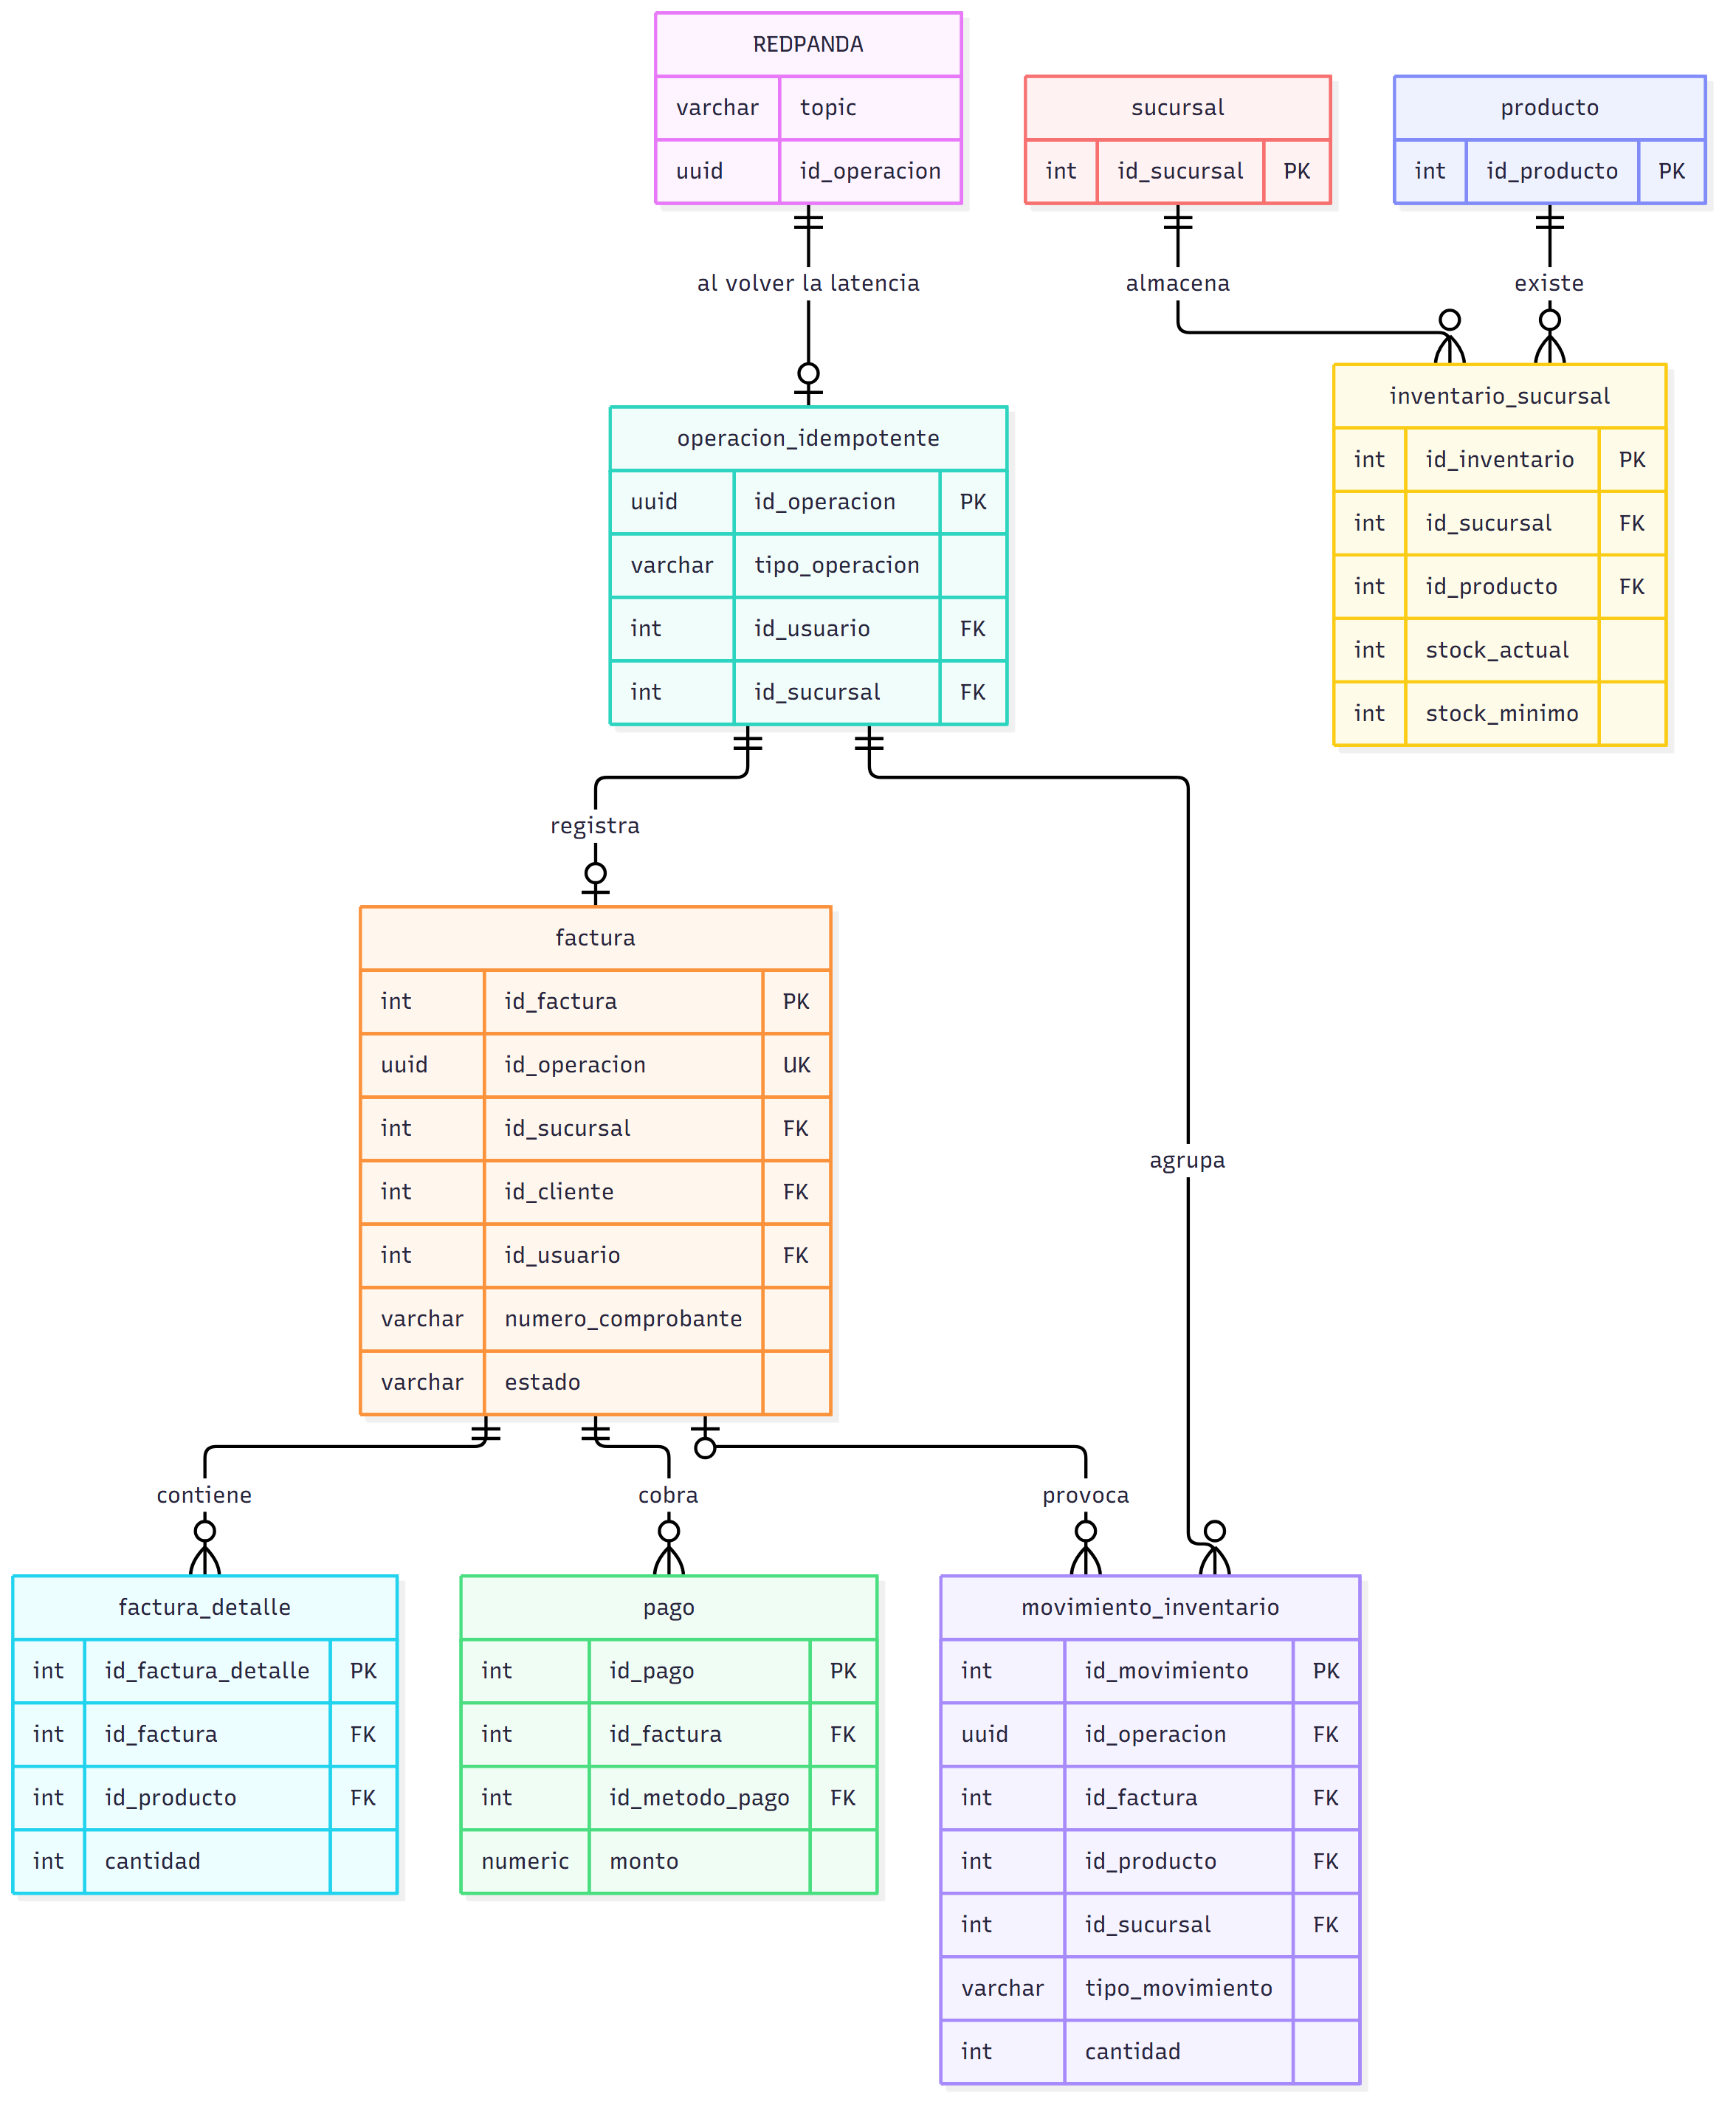 REDPANDA
varchar topic
uuid id_operacion
sucursal
int id_sucursal PK
producto
int id_producto PK
al volver la latencia
almacena
existe
operacion_idempotente
uuid id_operacion PK
varchar tipo_operacion
int id_usuario FK
int id_sucursal FK
inventario_sucursal
int id_inventario PK
int id_sucursal FK
int id_producto FK
int stock_actual
int stock_minimo
registra
factura
int id_factura PK
uuid id_operacion UK
int id_sucursal FK
int id_cliente FK
int id_usuario FK
varchar numero_comprobante
varchar estado
agrupa
contiene
cobra
provoca
factura_detalle
int id_factura_detalle PK
int id_factura FK
int id_producto FK
int cantidad
pago
int id_pago PK
int id_factura FK
int id_metodo_pago FK
numeric monto
movimiento_inventario
int id_movimiento PK
uuid id_operacion FK
int id_factura FK
int id_producto FK
int id_sucursal FK
varchar tipo_movimiento
int cantidad